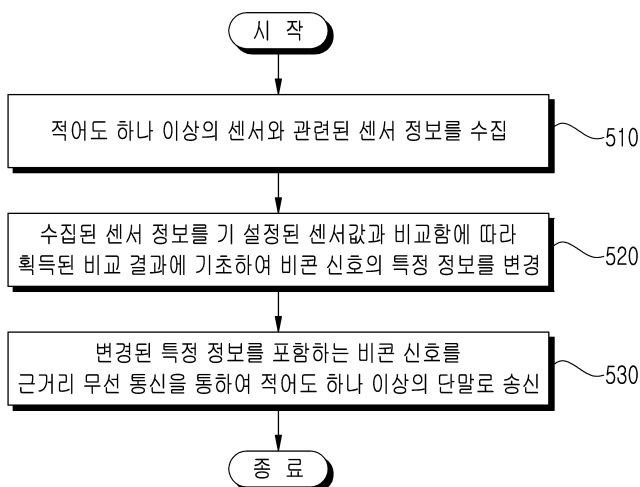 시 작
적어도 하나 이상의 센서와 관련된 센서 정보를 수집
510
수집된 센서 정보를 기 설정된 센서값과 비교함에 따라
획득된 비교 결과에 기초하여 비콘 신호의 특정 정보를 변경
520
변경된 특정 정보를 포함하는 비콘 신호를
근거리 무선 통신을 통하여 적어도 하나 이상의 단말로 송신
530
종 료